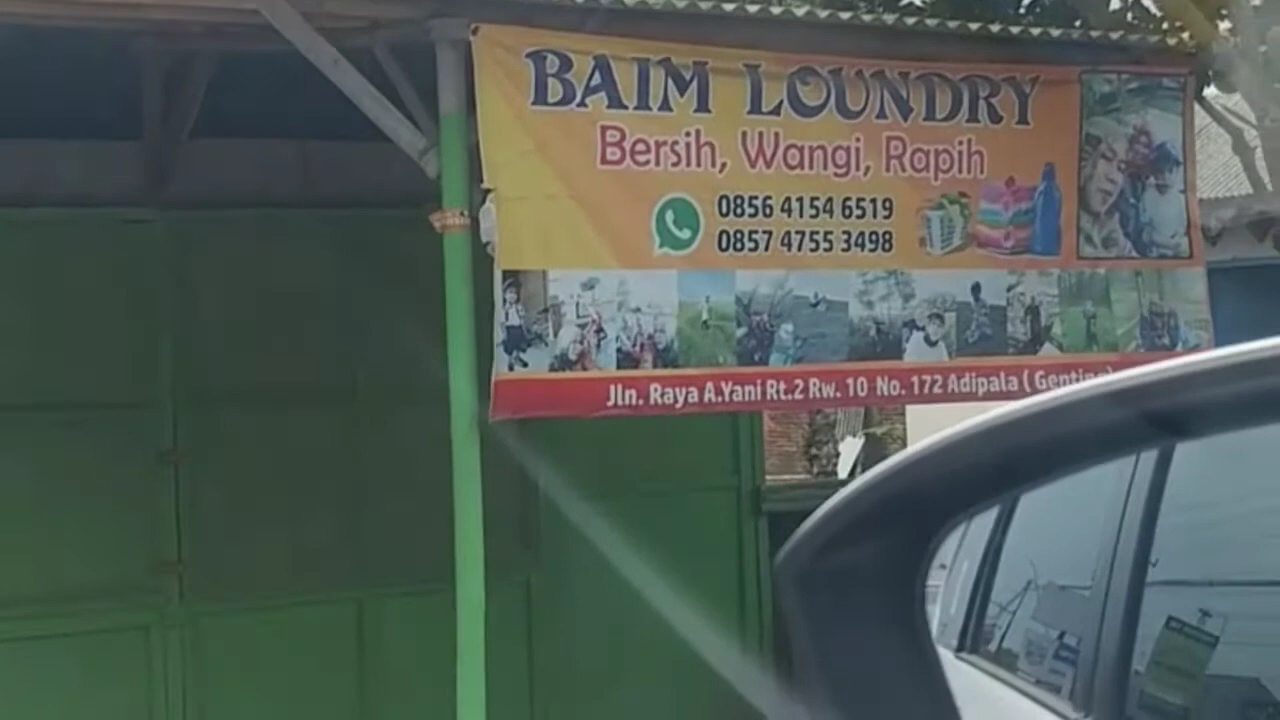 BAIM LOUNDRY
Bersih, Wangi, Rapih
0856 4154 6519
0857 4755 3498
Jln. Raya A.Yani Rt.2 Rw. 10 No. 172 Adipala ( Genting)